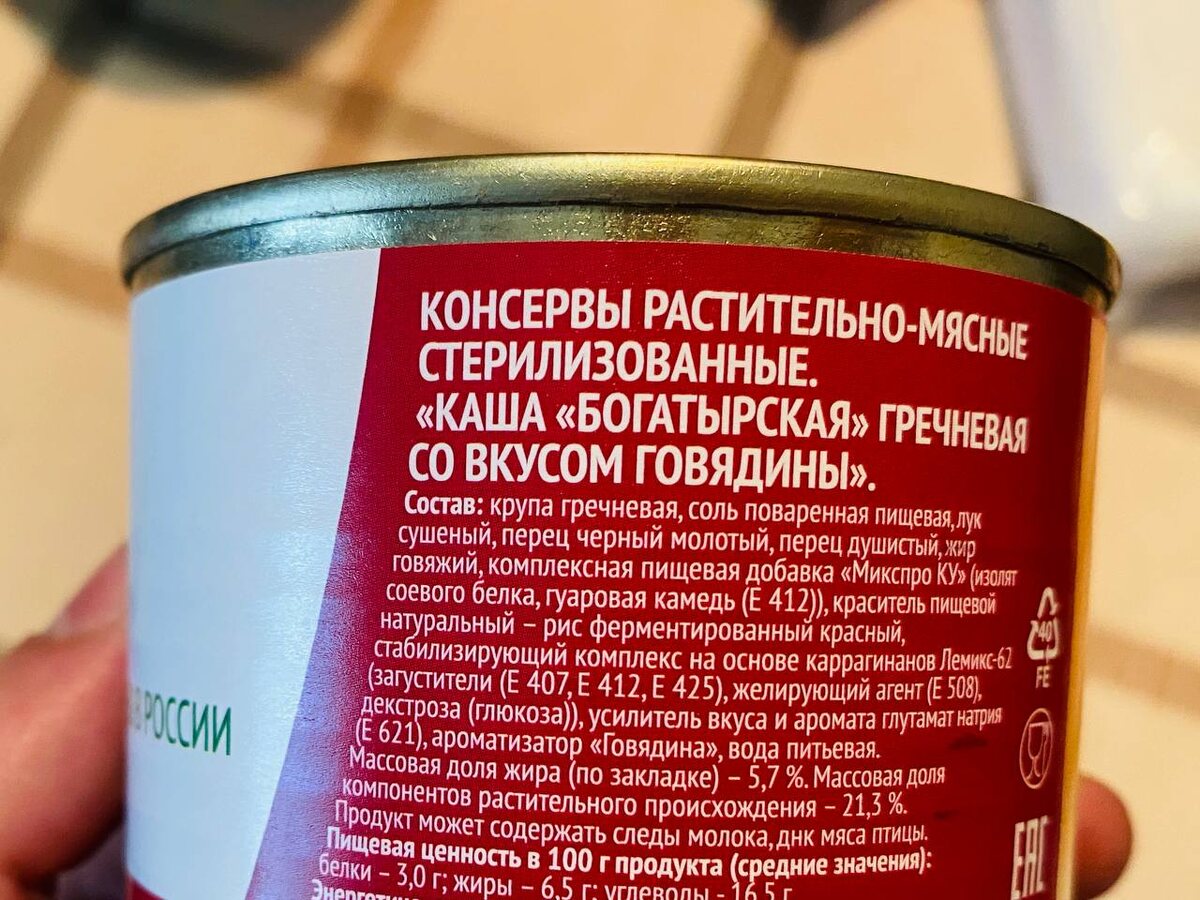 КОНСЕРВЫ РАСТИТЕЛЬНО-МЯСНЫЕ
СТЕРИЛИЗОВАННЫЕ.
«КАША «БОГАТЫРСКАЯ» ГРЕЧНЕВАЯ
СО ВКУСОМ ГОВЯДИНЫ».
Состав: крупа гречневая, соль поваренная пищевая, лук
сушеный, перец черный молотый, перец душистый, жир
говяжий, комплексная пищевая добавка «Микспро КУ» (изолят
соевого белка, гуаровая камедь (Е 412)), краситель пищевой
натуральный – рис ферментированный красный,
стабилизирующий комплекс на основе каррагинанов Лемикс-62
(загустители (Е 407, Е 412, Е 425), желирующий агент (Е 508),
декстроза (глюкоза)), усилитель вкуса и аромата глутамат натрия
(Е 621), ароматизатор «Говядина», вода питьевая.
Массовая доля жира (по закладке) – 5,7 %. Массовая доля
компонентов растительного происхождения – 21,3 %.
Продукт может содержать следы молока, днк мяса птицы.
Пищевая ценность в 100 г продукта (средние значения):
белки – 3,0 г; жиры – 6,5 г; углеводы - 16,5 г
В РОССИИ
40
FE
EAC